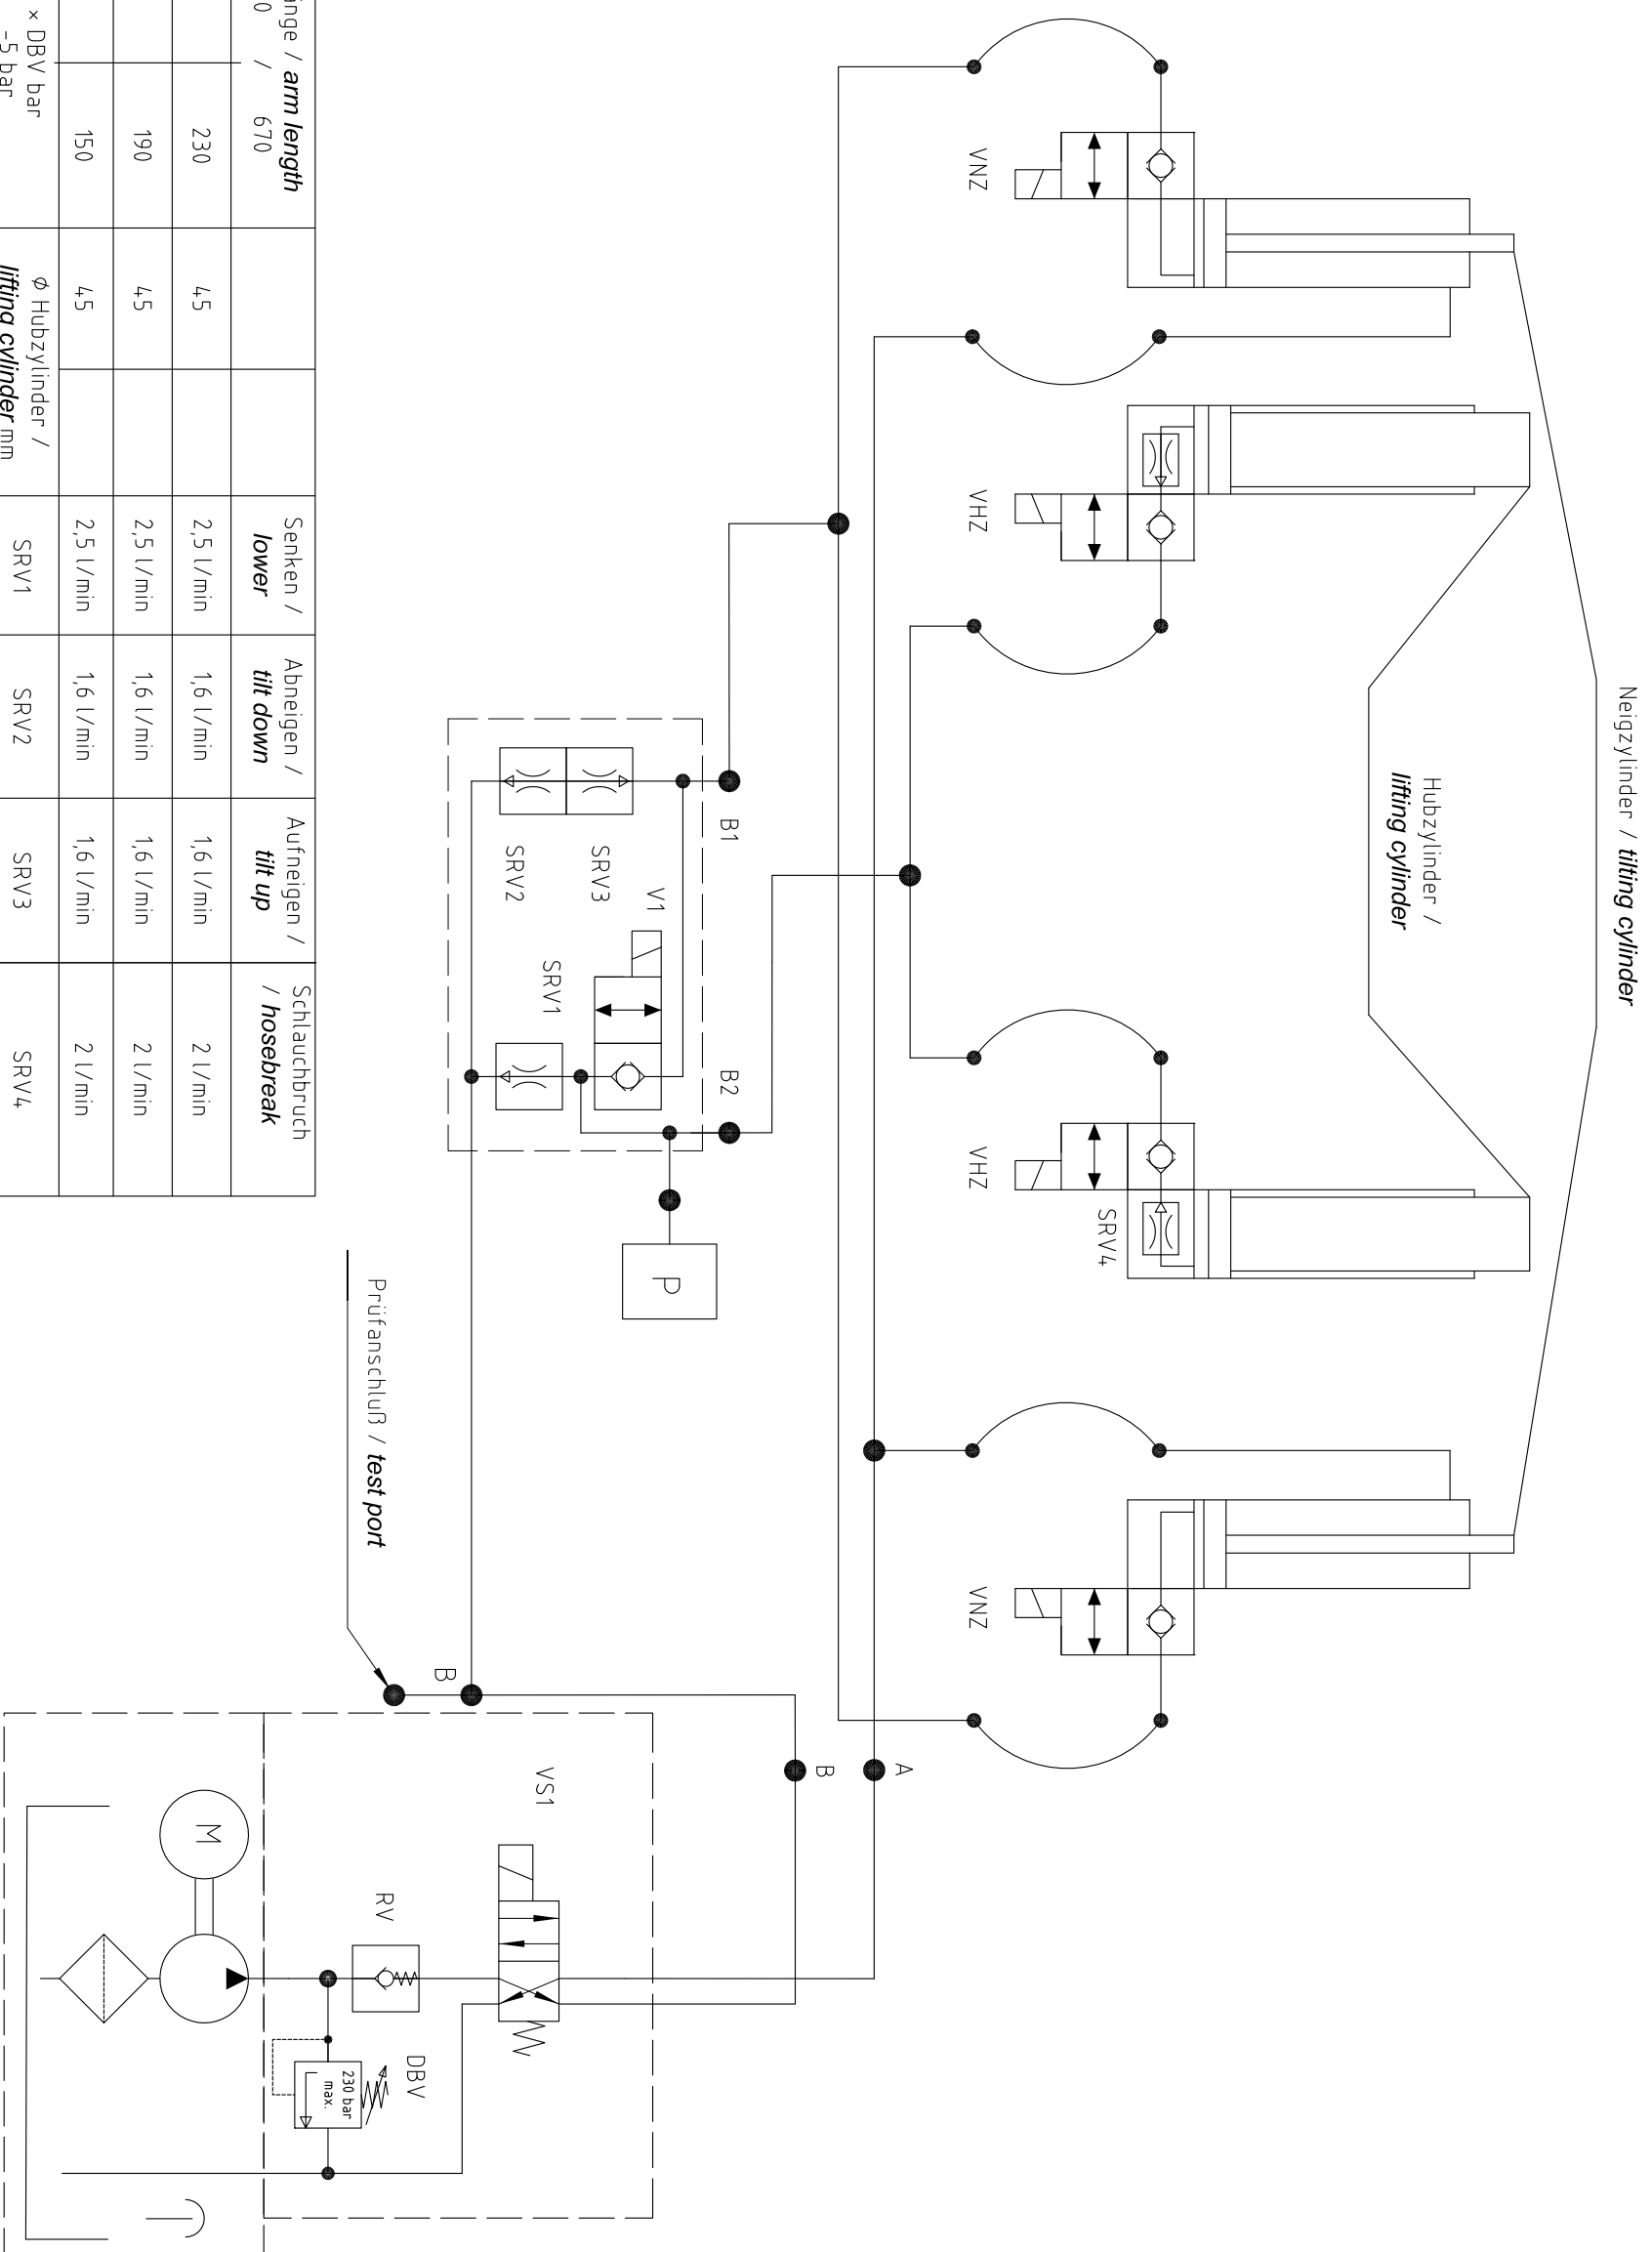 Neigzylinder / tilting cylinder
Hubzylinder /
lifting cylinder
VNZ
VHZ
VHZ
SRV4
VNZ
A
B
B1
B2
V1
SRV3
SRV2
SRV1
P
B
Prüfanschluß / test port
VS1
RV
DBV
230 bar
max.
M
/ arm length
/ 670
Senken /
lower
Abneigen /
tilt down
Aufneigen /
tilt up
Schlauchbruch
/ hosebreak
230
45
2,5 l/min
1,6 l/min
1,6 l/min
2 l/min
190
45
2,5 l/min
1,6 l/min
1,6 l/min
2 l/min
150
45
2,5 l/min
1,6 l/min
1,6 l/min
2 l/min
× DBV bar
-5 bar
Ø Hubzylinder /
lifting cylinder mm
SRV1
SRV2
SRV3
SRV4